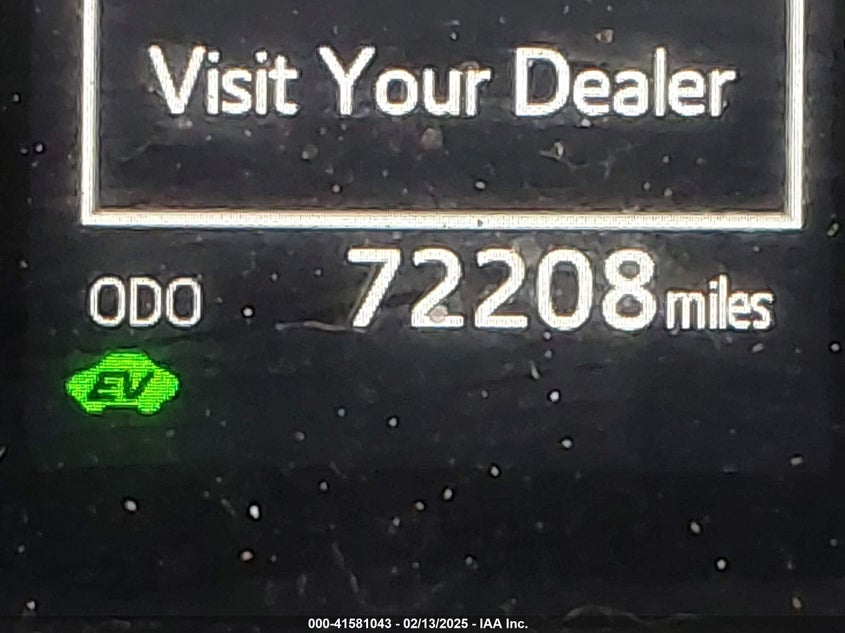 Visit Your Dealer
ODO 72208 miles
EV
000-41581043 - 02/13/2025 - IAA Inc.